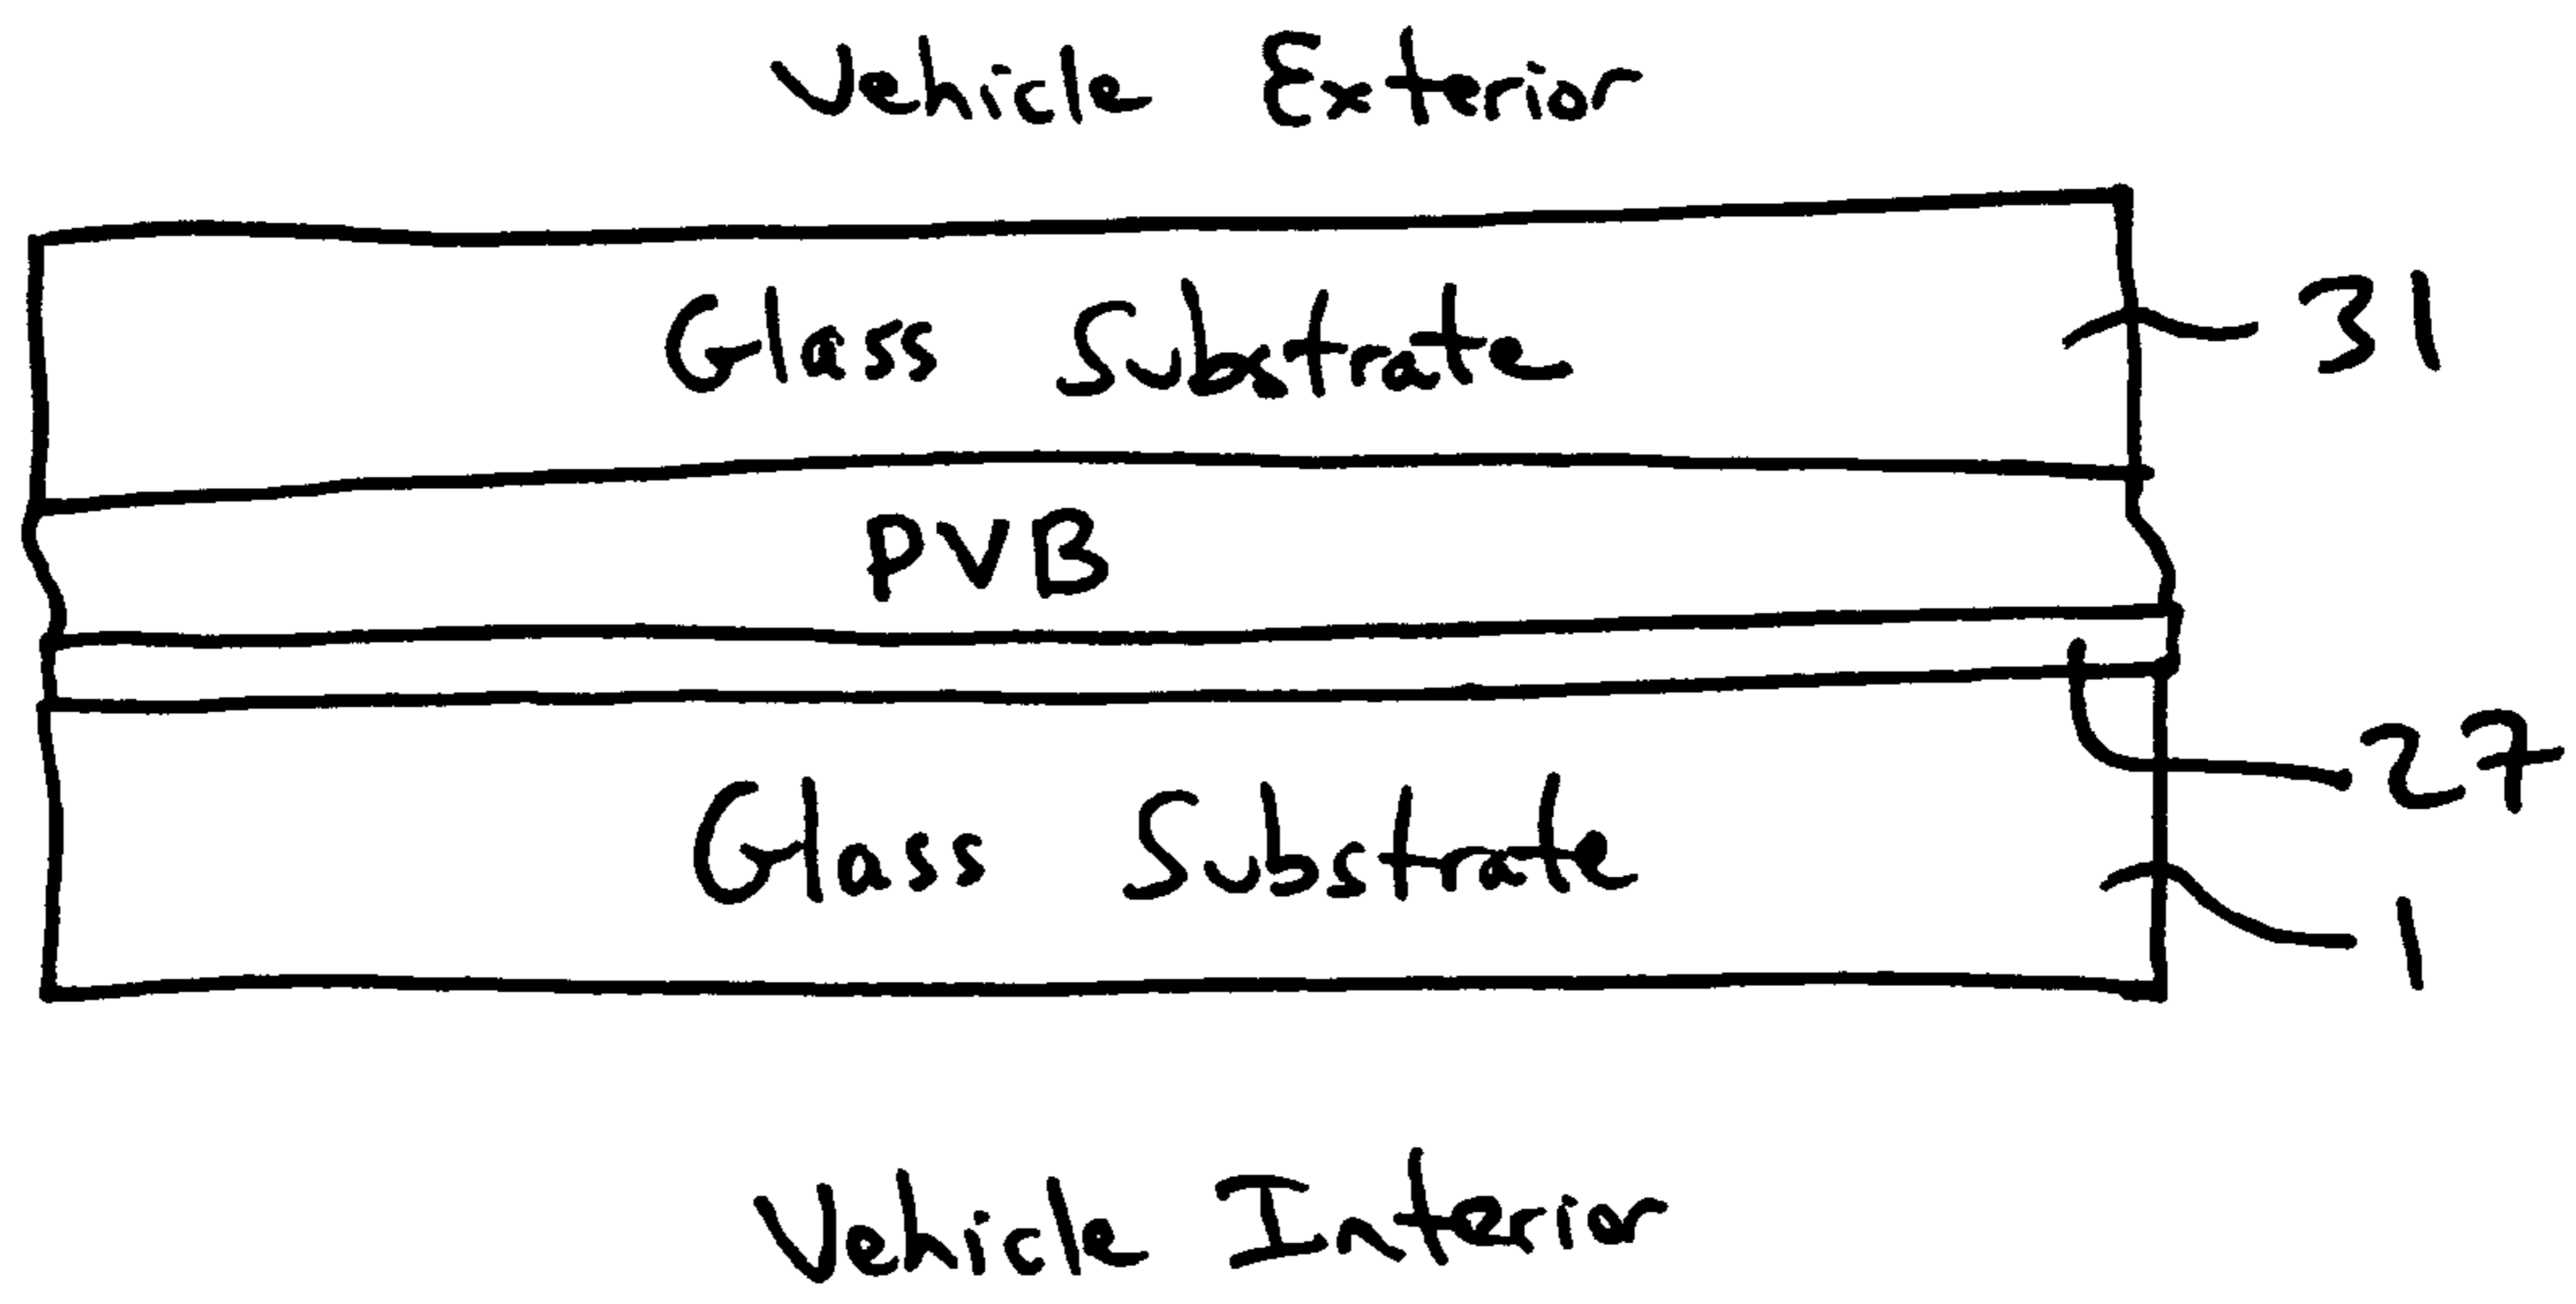 Vehicle Exterior
Glass Substrate
31
PVB
27
Glass Substrate
1
Vehicle Interior